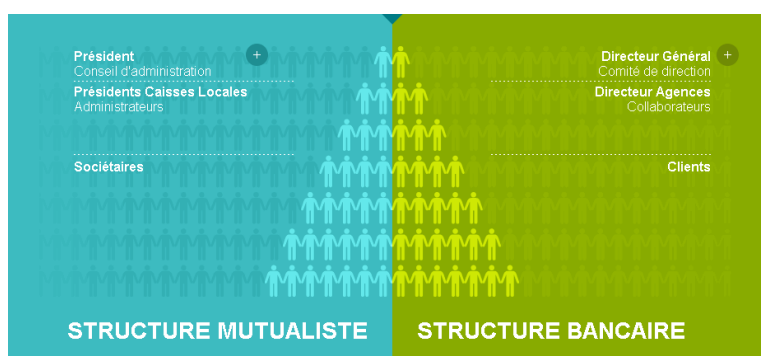 Président
Conseil d'administration
Présidents Caisses Locales
Administrateurs
Sociétaires
STRUCTURE MUTUALISTE
Directeur Général
Comité de direction
Directeur Agences
Collaborateurs
Clients
STRUCTURE BANCAIRE